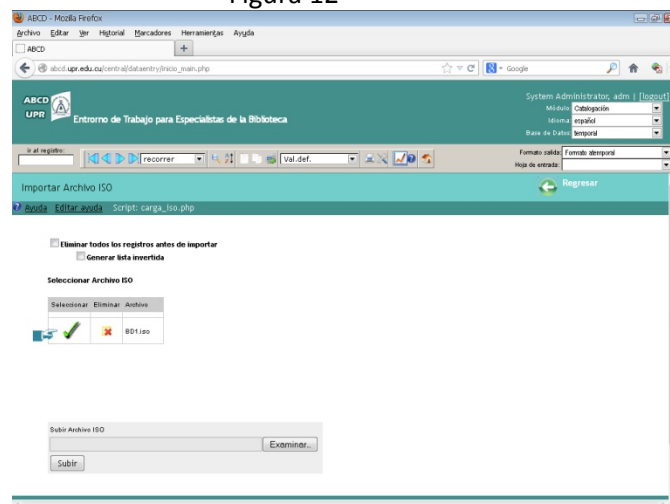 Figura 12
ABCD - Mozilla Firefox
Archivo Editar Ver Historial Marcadores Herramientas Ayuda
ABCD
abcd.upr.edu.cu/central/dataentry/inicio_main.php
Google
ABCD
UPR
Entrorno de Trabajo para Especialistas de la Biblioteca
System Administrator, adm | [logout]
Módulo Catalogación
Idioma español
Base de Datos temporal
Ir al registro:
recorrer
Val.def.
Formato salida: Formato atemporal
Hoja de entrada:
Importar Archivo ISO
Regresar
Ayuda Editar ayuda Script: carga_iso.php
Eliminar todos los registros antes de importar
Generar lista invertida
Seleccionar Archivo ISO
Seleccionar Eliminar Archivo
BD1.iso
Subir Archivo ISO
Examinar..
Subir